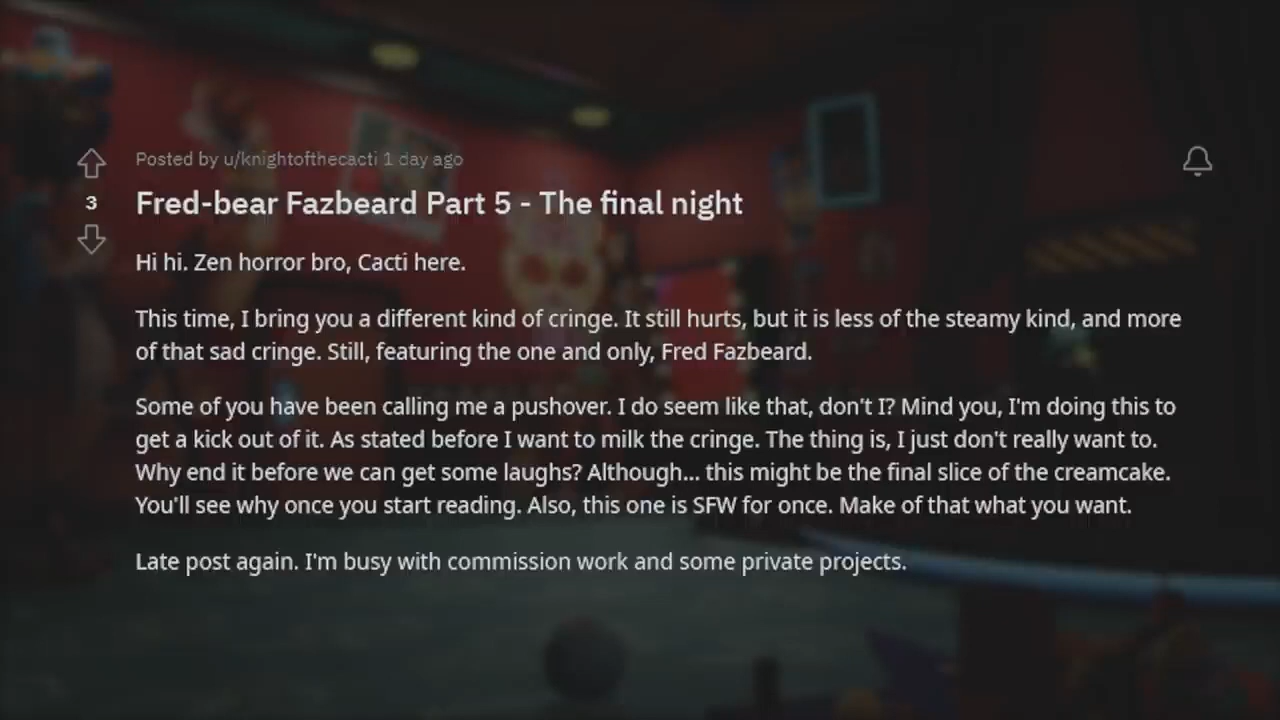 Posted by u/knightofthecacti 1 day ago
3
Fred-bear Fazbeard Part 5 - The final night
Hi hi. Zen horror bro, Cacti here.
This time, I bring you a different kind of cringe. It still hurts, but it is less of the steamy kind, and more
of that sad cringe. Still, featuring the one and only, Fred Fazbeard.
Some of you have been calling me a pushover. I do seem like that, don't I? Mind you, I'm doing this to
get a kick out of it. As stated before I want to milk the cringe. The thing is, I just don't really want to.
Why end it before we can get some laughs? Although... this might be the final slice of the creamcake.
You'll see why once you start reading. Also, this one is SFW for once. Make of that what you want.
Late post again. I'm busy with commission work and some private projects.